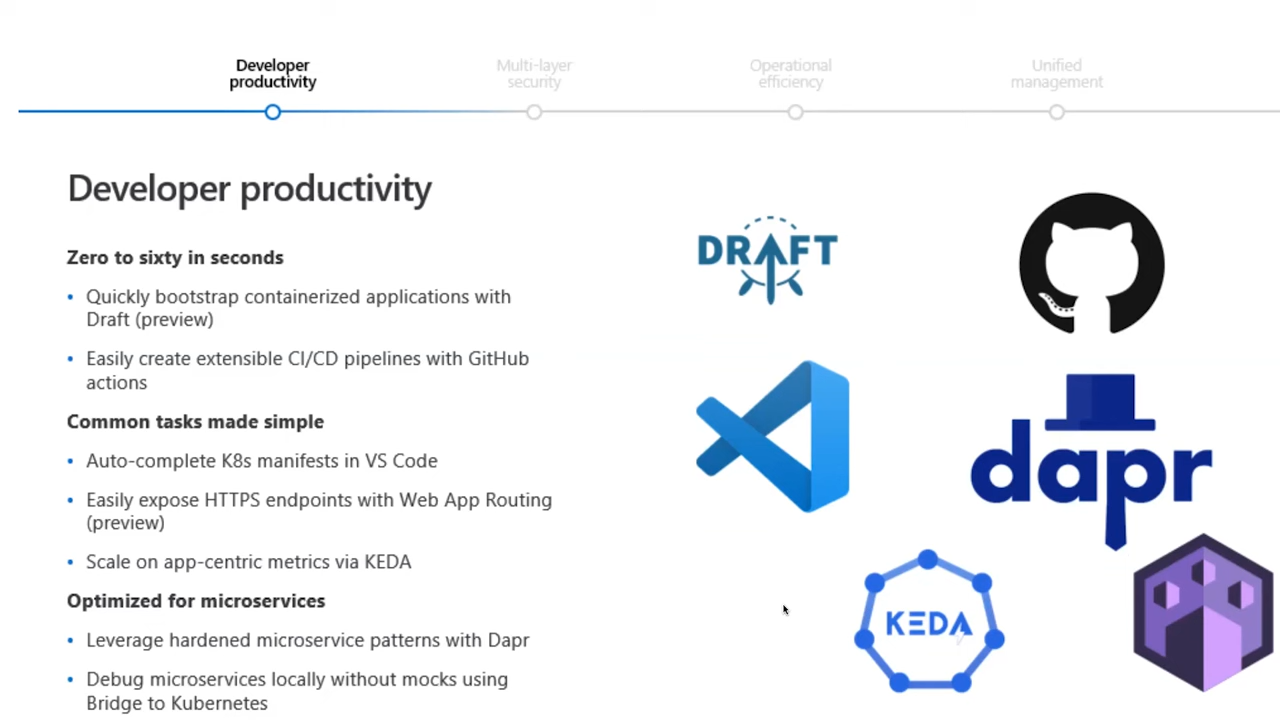 Developer
productivity
Multi-layer
security
Operational
efficiency
Unified
management
Developer productivity
Zero to sixty in seconds
• Quickly bootstrap containerized applications with
Draft (preview)
• Easily create extensible CI/CD pipelines with GitHub
actions
Common tasks made simple
• Auto-complete K8s manifests in VS Code
• Easily expose HTTPS endpoints with Web App Routing
(preview)
• Scale on app-centric metrics via KEDA
Optimized for microservices
• Leverage hardened microservice patterns with Dapr
• Debug microservices locally without mocks using
Bridge to Kubernetes
DRAFT
dapr
KEDA